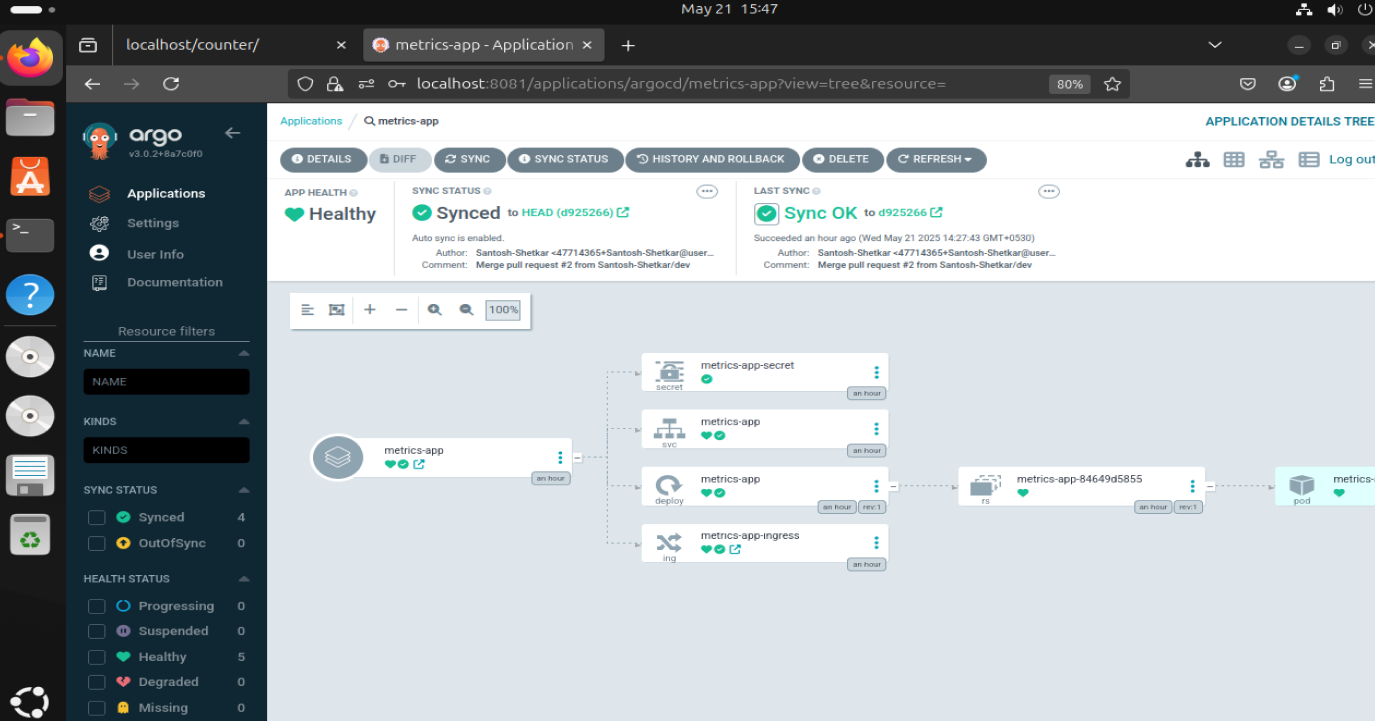 May 21 15:47
localhost/counter/
metrics-app - Application
localhost:8081/applications/argocd/metrics-app?view=tree&resource=
80%
argo
v3.0.2+8a7c0f0
Applications
Settings
User Info
Documentation
Resource filters
NAME
NAME
KINDS
KINDS
SYNC STATUS
Synced 4
OutOfSync 0
HEALTH STATUS
Progressing 0
Suspended 0
Healthy 5
Degraded 0
Missing 0
Applications / metrics-app
APPLICATION DETAILS TREE
DETAILS DIFF SYNC SYNC STATUS HISTORY AND ROLLBACK DELETE REFRESH
Log out
APP HEALTH
Healthy
SYNC STATUS
Synced to HEAD (d925266)
Auto sync is enabled.
Author: Santosh-Shetkar <47714365+Santosh-Shetkar@user...
Comment: Merge pull request #2 from Santosh-Shetkar/dev
LAST SYNC
Sync OK to d925266
Succeeded an hour ago (Wed May 21 2025 14:27:43 GMT+0530)
Author: Santosh-Shetkar <47714365+Santosh-Shetkar@user...
Comment: Merge pull request #2 from Santosh-Shetkar/dev
100%
metrics-app
an hour
metrics-app-secret
secret
an hour
metrics-app
svc
an hour
metrics-app
deploy
an hour rev:1
metrics-app-ingress
ing
an hour
metrics-app-84649d5855
rs
an hour rev:1
metrics-
pod